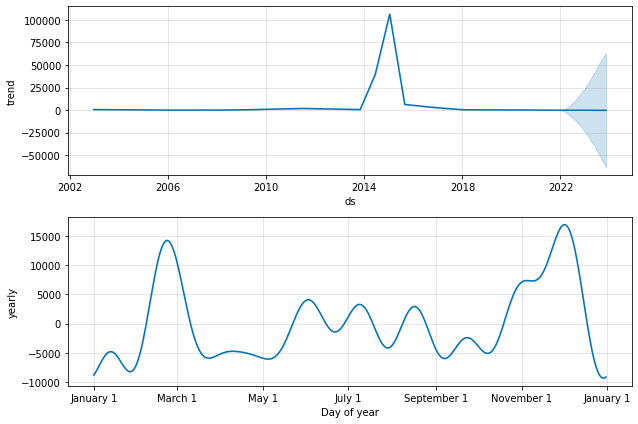 100000
75000
50000
25000
0
−25000
−50000
trend
2002 2006 2010 2014 2018 2022
ds
15000
10000
5000
0
−5000
−10000
yearly
January 1 March 1 May 1 July 1 September 1 November 1 January 1
Day of year